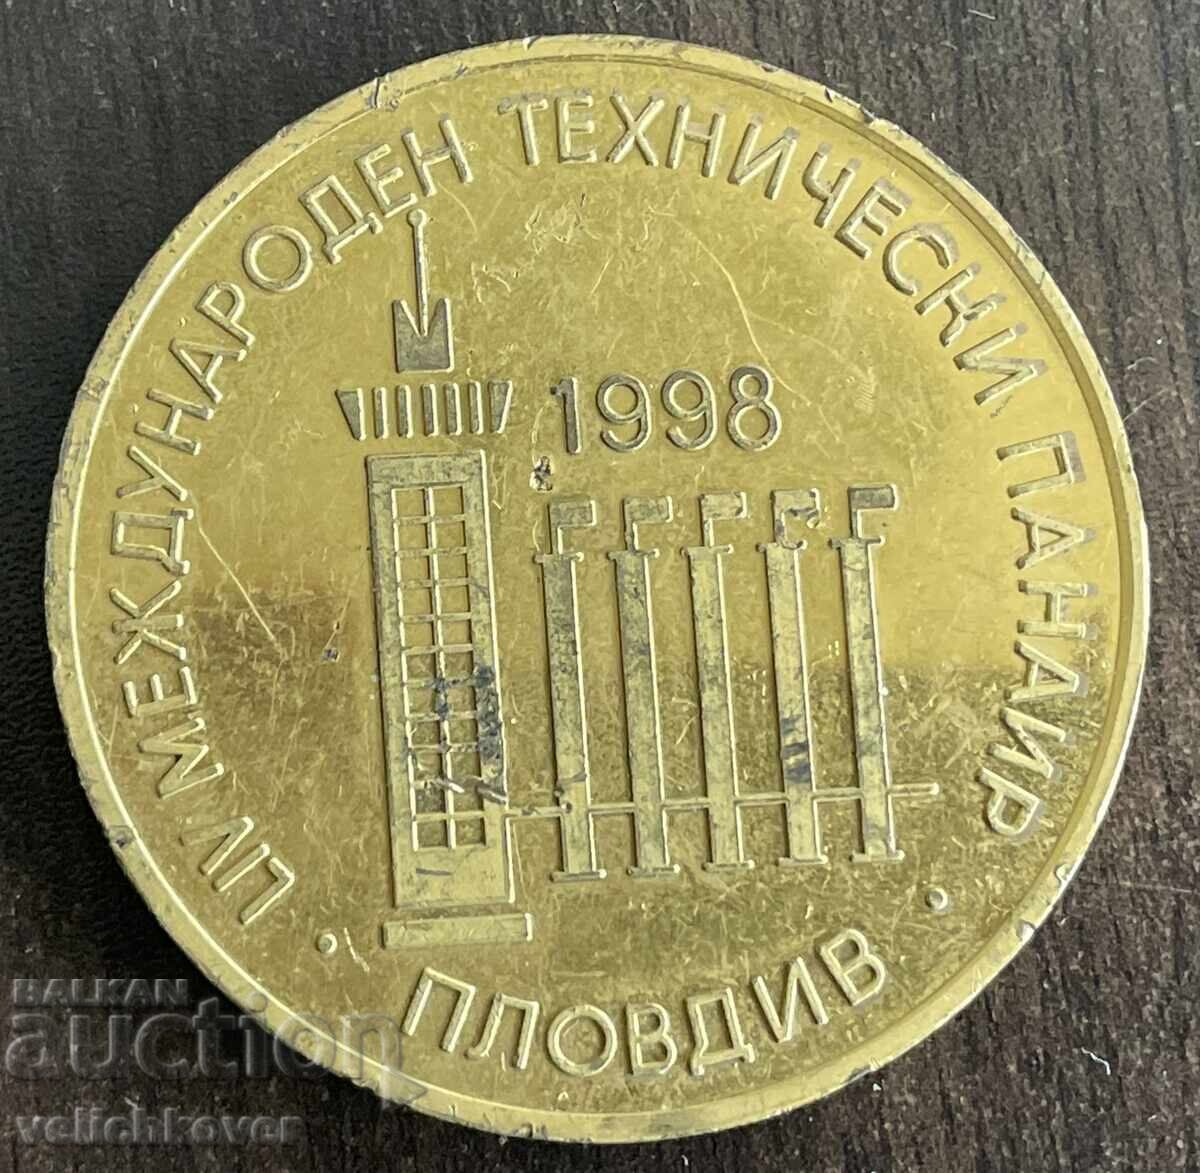 LIV МЕЖДУНАРОДЕН ТЕХНИЧЕСКИ ПАНАИР
1998
· ПЛОВДИВ ·
BALKAN
auction
velichkover